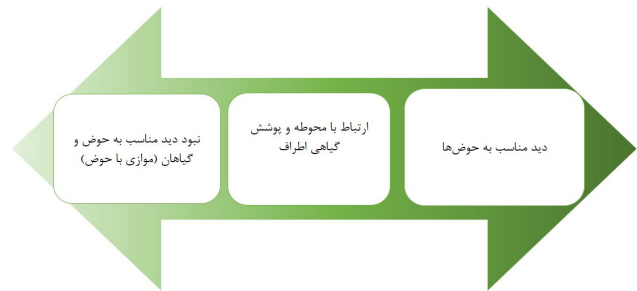 دید مناسب به حوض‌ها
ارتباط با محوطه و پوشش
گیاهی اطراف
نبود دید مناسب به حوض و
گیاهان (موازی با حوض)